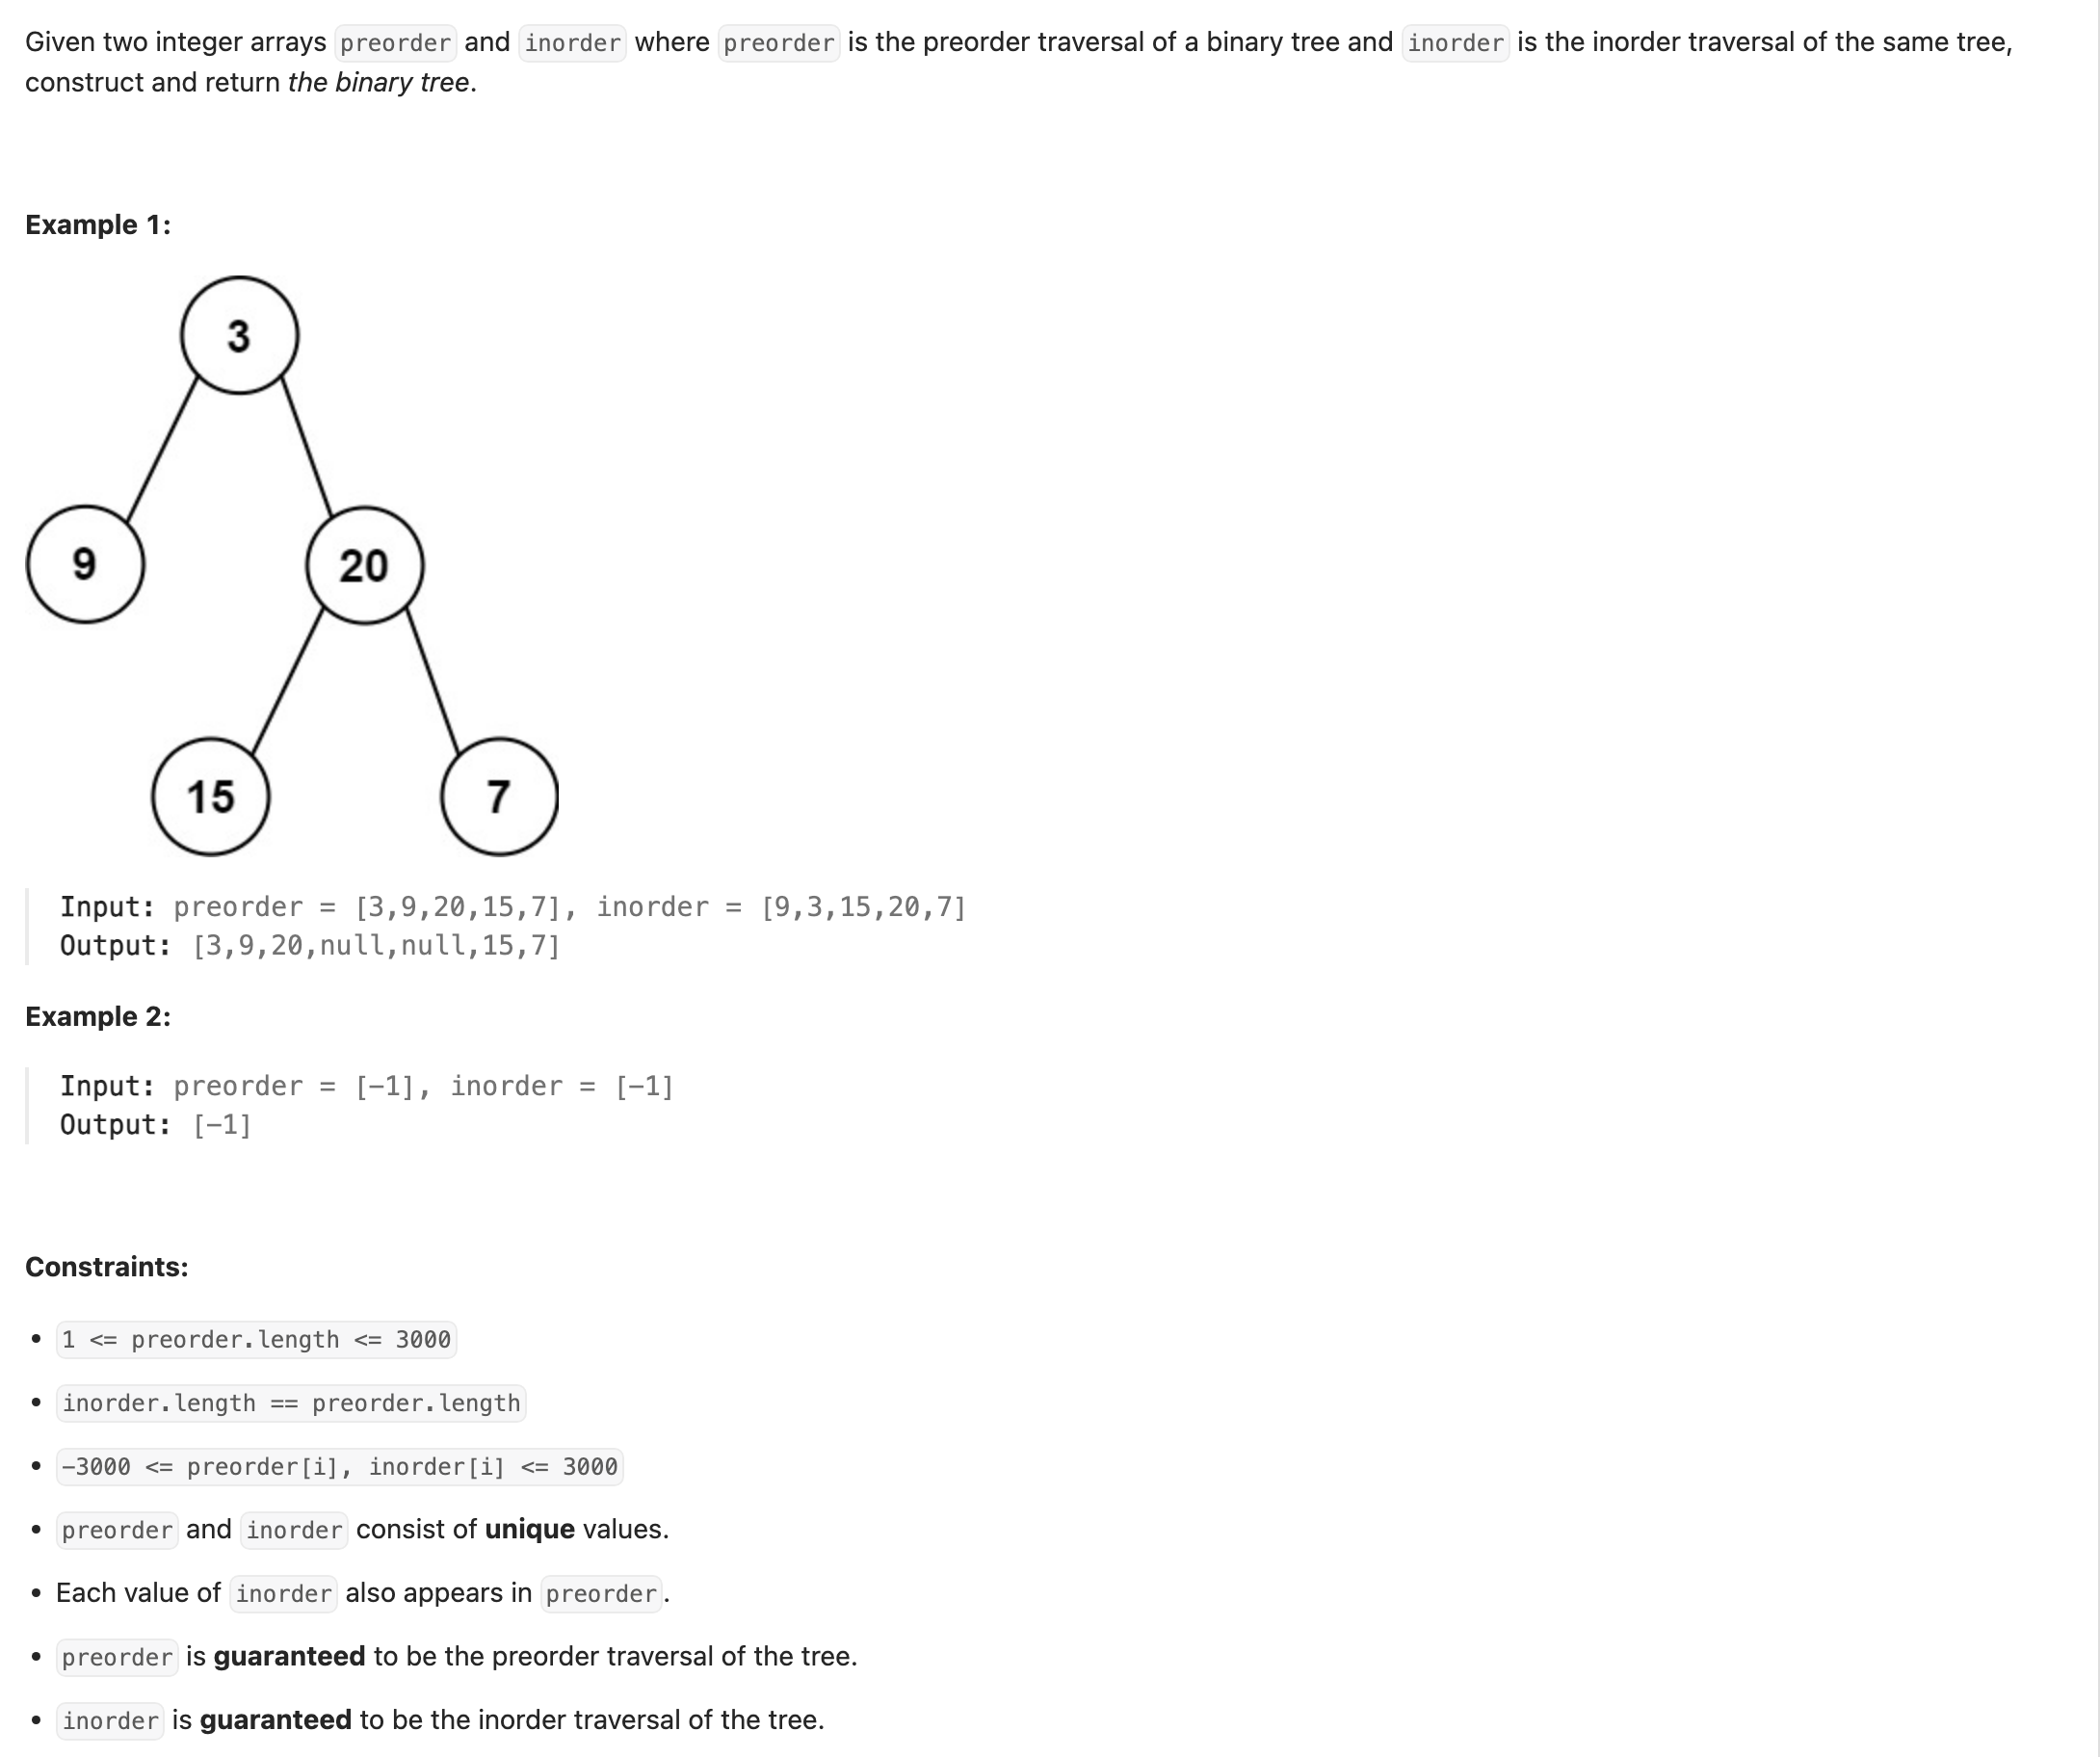 Given two integer arrays preorder and inorder where preorder is the preorder traversal of a binary tree and inorder is the inorder traversal of the same tree,
construct and return the binary tree.
Example 1:
3
9
20
15
7
Input: preorder = [3,9,20,15,7], inorder = [9,3,15,20,7]
Output: [3,9,20,null,null,15,7]
Example 2:
Input: preorder = [-1], inorder = [-1]
Output: [-1]
Constraints:
• 1 <= preorder.length <= 3000
• inorder.length == preorder.length
• -3000 <= preorder[i], inorder[i] <= 3000
• preorder and inorder consist of unique values.
• Each value of inorder also appears in preorder.
• preorder is guaranteed to be the preorder traversal of the tree.
• inorder is guaranteed to be the inorder traversal of the tree.